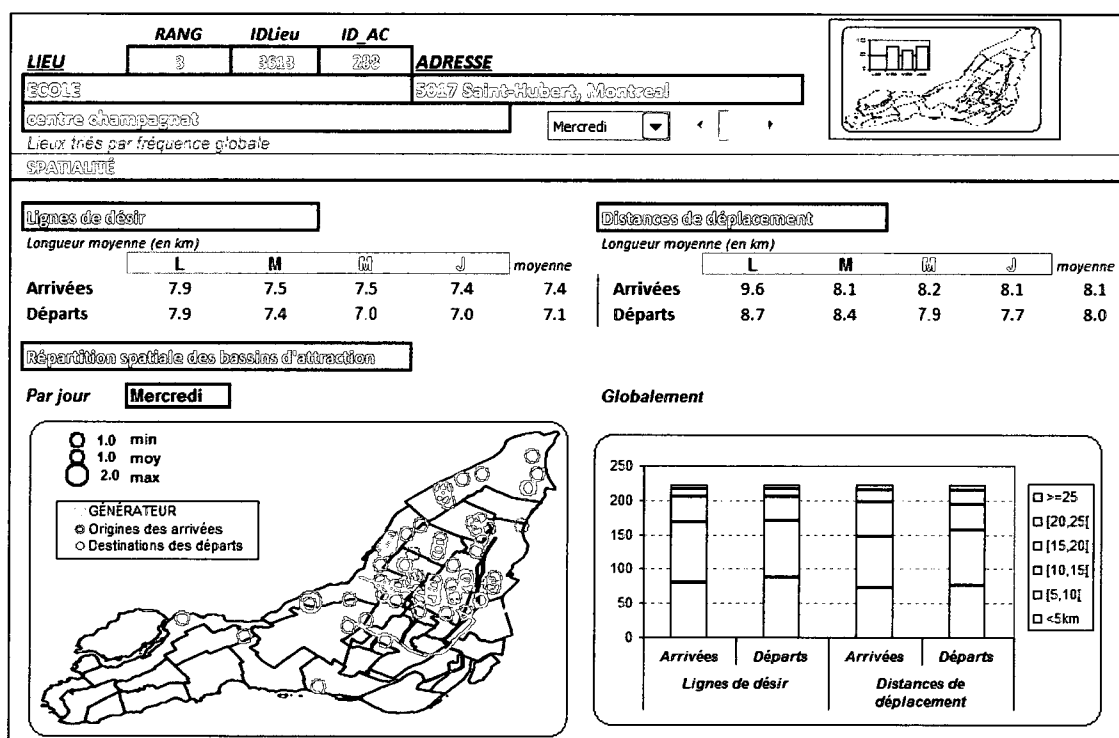 RANG IDLieu ID_AC
LIEU 3 3613 288 ADRESSE
ECOLE 5017 Saint-Hubert, Montreal
centre champagnat Mercredi
Lieux triés par fréquence globale
SPATIALITÉ
Lignes de désir
Longueur moyenne (en km)
L M M J moyenne
Arrivées 7.9 7.5 7.5 7.4 7.4
Départs 7.9 7.4 7.0 7.0 7.1
Distances de déplacement
Longueur moyenne (en km)
L M M J moyenne
Arrivées 9.6 8.1 8.2 8.1 8.1
Départs 8.7 8.4 7.9 7.7 8.0
Répartition spatiale des bassins d'attraction
Par jour Mercredi
1.0 min
1.0 moy
2.0 max
GÉNÉRATEUR
Origines des arrivées
Destinations des départs
Globalement
250
200
150
100
50
0
Arrivées Départs Arrivées Départs
Lignes de désir Distances de
déplacement
>=25
[20,25[
[15,20[
[10,15[
[5,10[
<5km